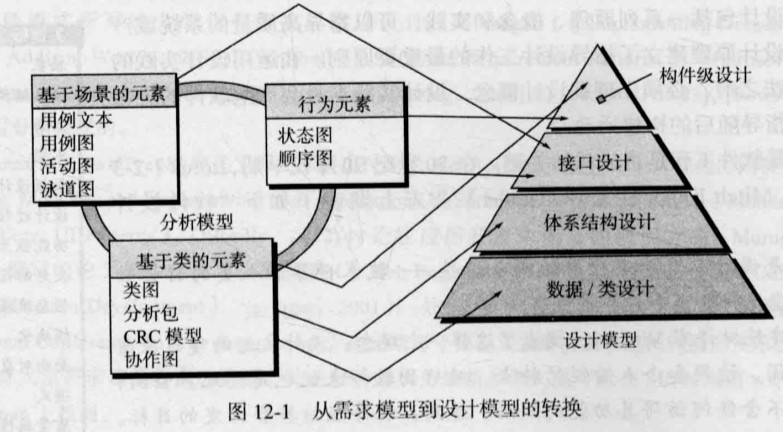 基于场景的元素
用例文本
用例图
活动图
泳道图
行为元素
状态图
顺序图
分析模型
基于类的元素
类图
分析包
CRC 模型
协作图
构件级设计
接口设计
体系结构设计
数据 / 类设计
设计模型
图 12-1 从需求模型到设计模型的转换